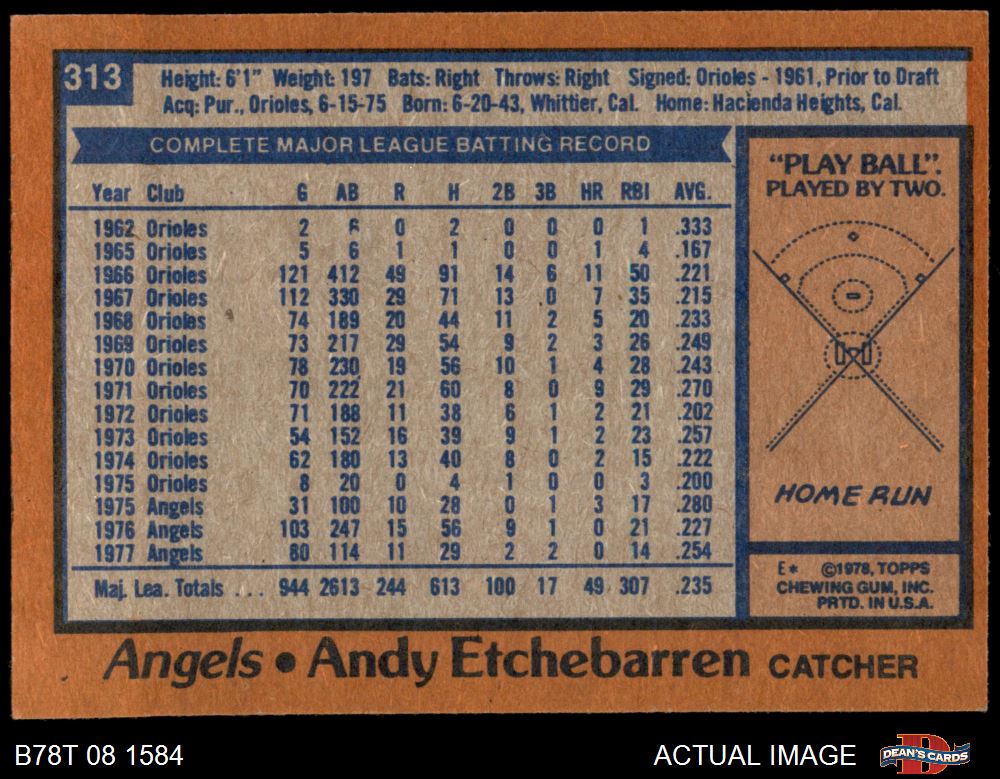 313
Height: 6'1" Weight: 197 Bats: Right Throws: Right Signed: Orioles - 1961, Prior to Draft
Acq: Pur., Orioles, 6-15-75 Born: 6-20-43, Whittier, Cal. Home: Hacienda Heights, Cal.
COMPLETE MAJOR LEAGUE BATTING RECORD
Year Club G AB R H 2B 3B HR RBI AVG.
1962 Orioles 2 6 0 2 0 0 0 1 .333
1965 Orioles 5 6 1 1 0 0 1 4 .167
1966 Orioles 121 412 49 91 14 6 11 50 .221
1967 Orioles 112 330 29 71 13 0 7 35 .215
1968 Orioles 74 189 20 44 11 2 5 20 .233
1969 Orioles 73 217 29 54 9 2 3 26 .249
1970 Orioles 78 230 19 56 10 1 4 28 .243
1971 Orioles 70 222 21 60 8 0 9 29 .270
1972 Orioles 71 188 11 38 6 1 2 21 .202
1973 Orioles 54 152 16 39 9 1 2 23 .257
1974 Orioles 62 180 13 40 8 0 2 15 .222
1975 Orioles 8 20 0 4 1 0 0 3 .200
1975 Angels 31 100 10 28 0 1 3 17 .280
1976 Angels 103 247 15 56 9 1 0 21 .227
1977 Angels 80 114 11 29 2 2 0 14 .254
Maj. Lea. Totals . . . 944 2613 244 613 100 17 49 307 .235
"PLAY BALL".
PLAYED BY TWO.
HOME RUN
E* ©1978, TOPPS
CHEWING GUM, INC.
PRTD. IN U.S.A.
Angels • Andy Etchebarren CATCHER
B78T 08 1584
ACTUAL IMAGE
DEAN'S CARDS